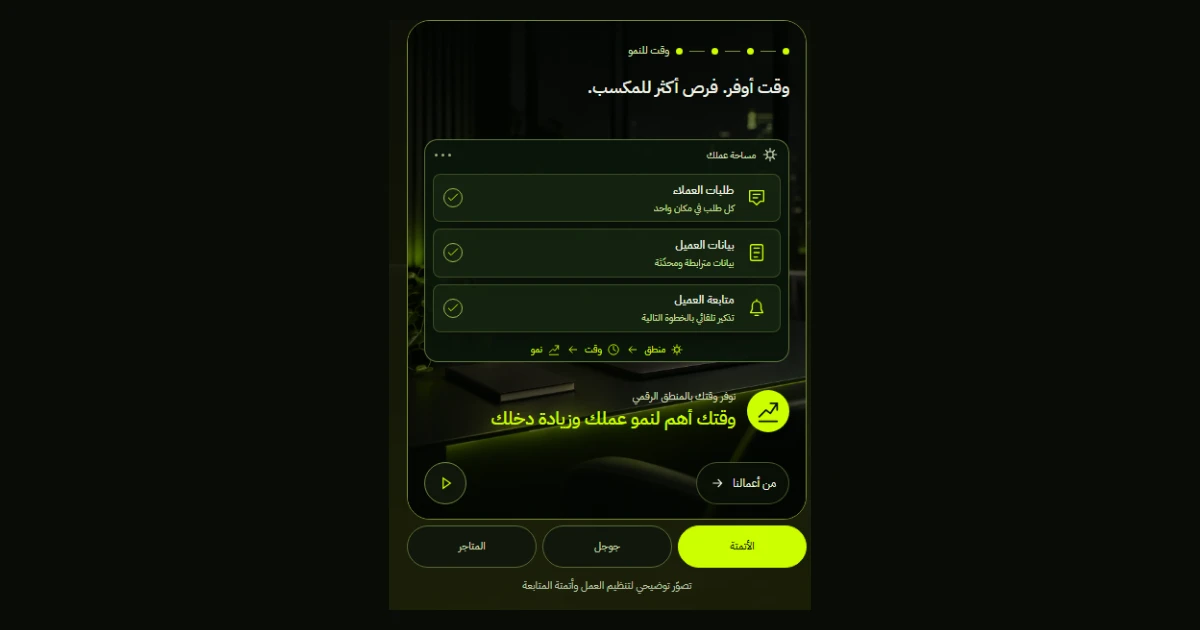 وقت للنمو
وقت أوفر. فرص أكثر للمكسب.
مساحة عملك
طلبات العملاء
كل طلب في مكان واحد
بيانات العميل
بيانات مترابطة ومحدّثة
متابعة العميل
تذكير تلقائي بالخطوة التالية
منطق ← وقت ← نمو
نوفر وقتك بالمنطق الرقمي
وقتك أهم لنمو عملك وزيادة دخلك
من أعمالنا →
الأتمتة
جوجل
المتاجر
تصوّر توضيحي لتنظيم العمل وأتمتة المتابعة